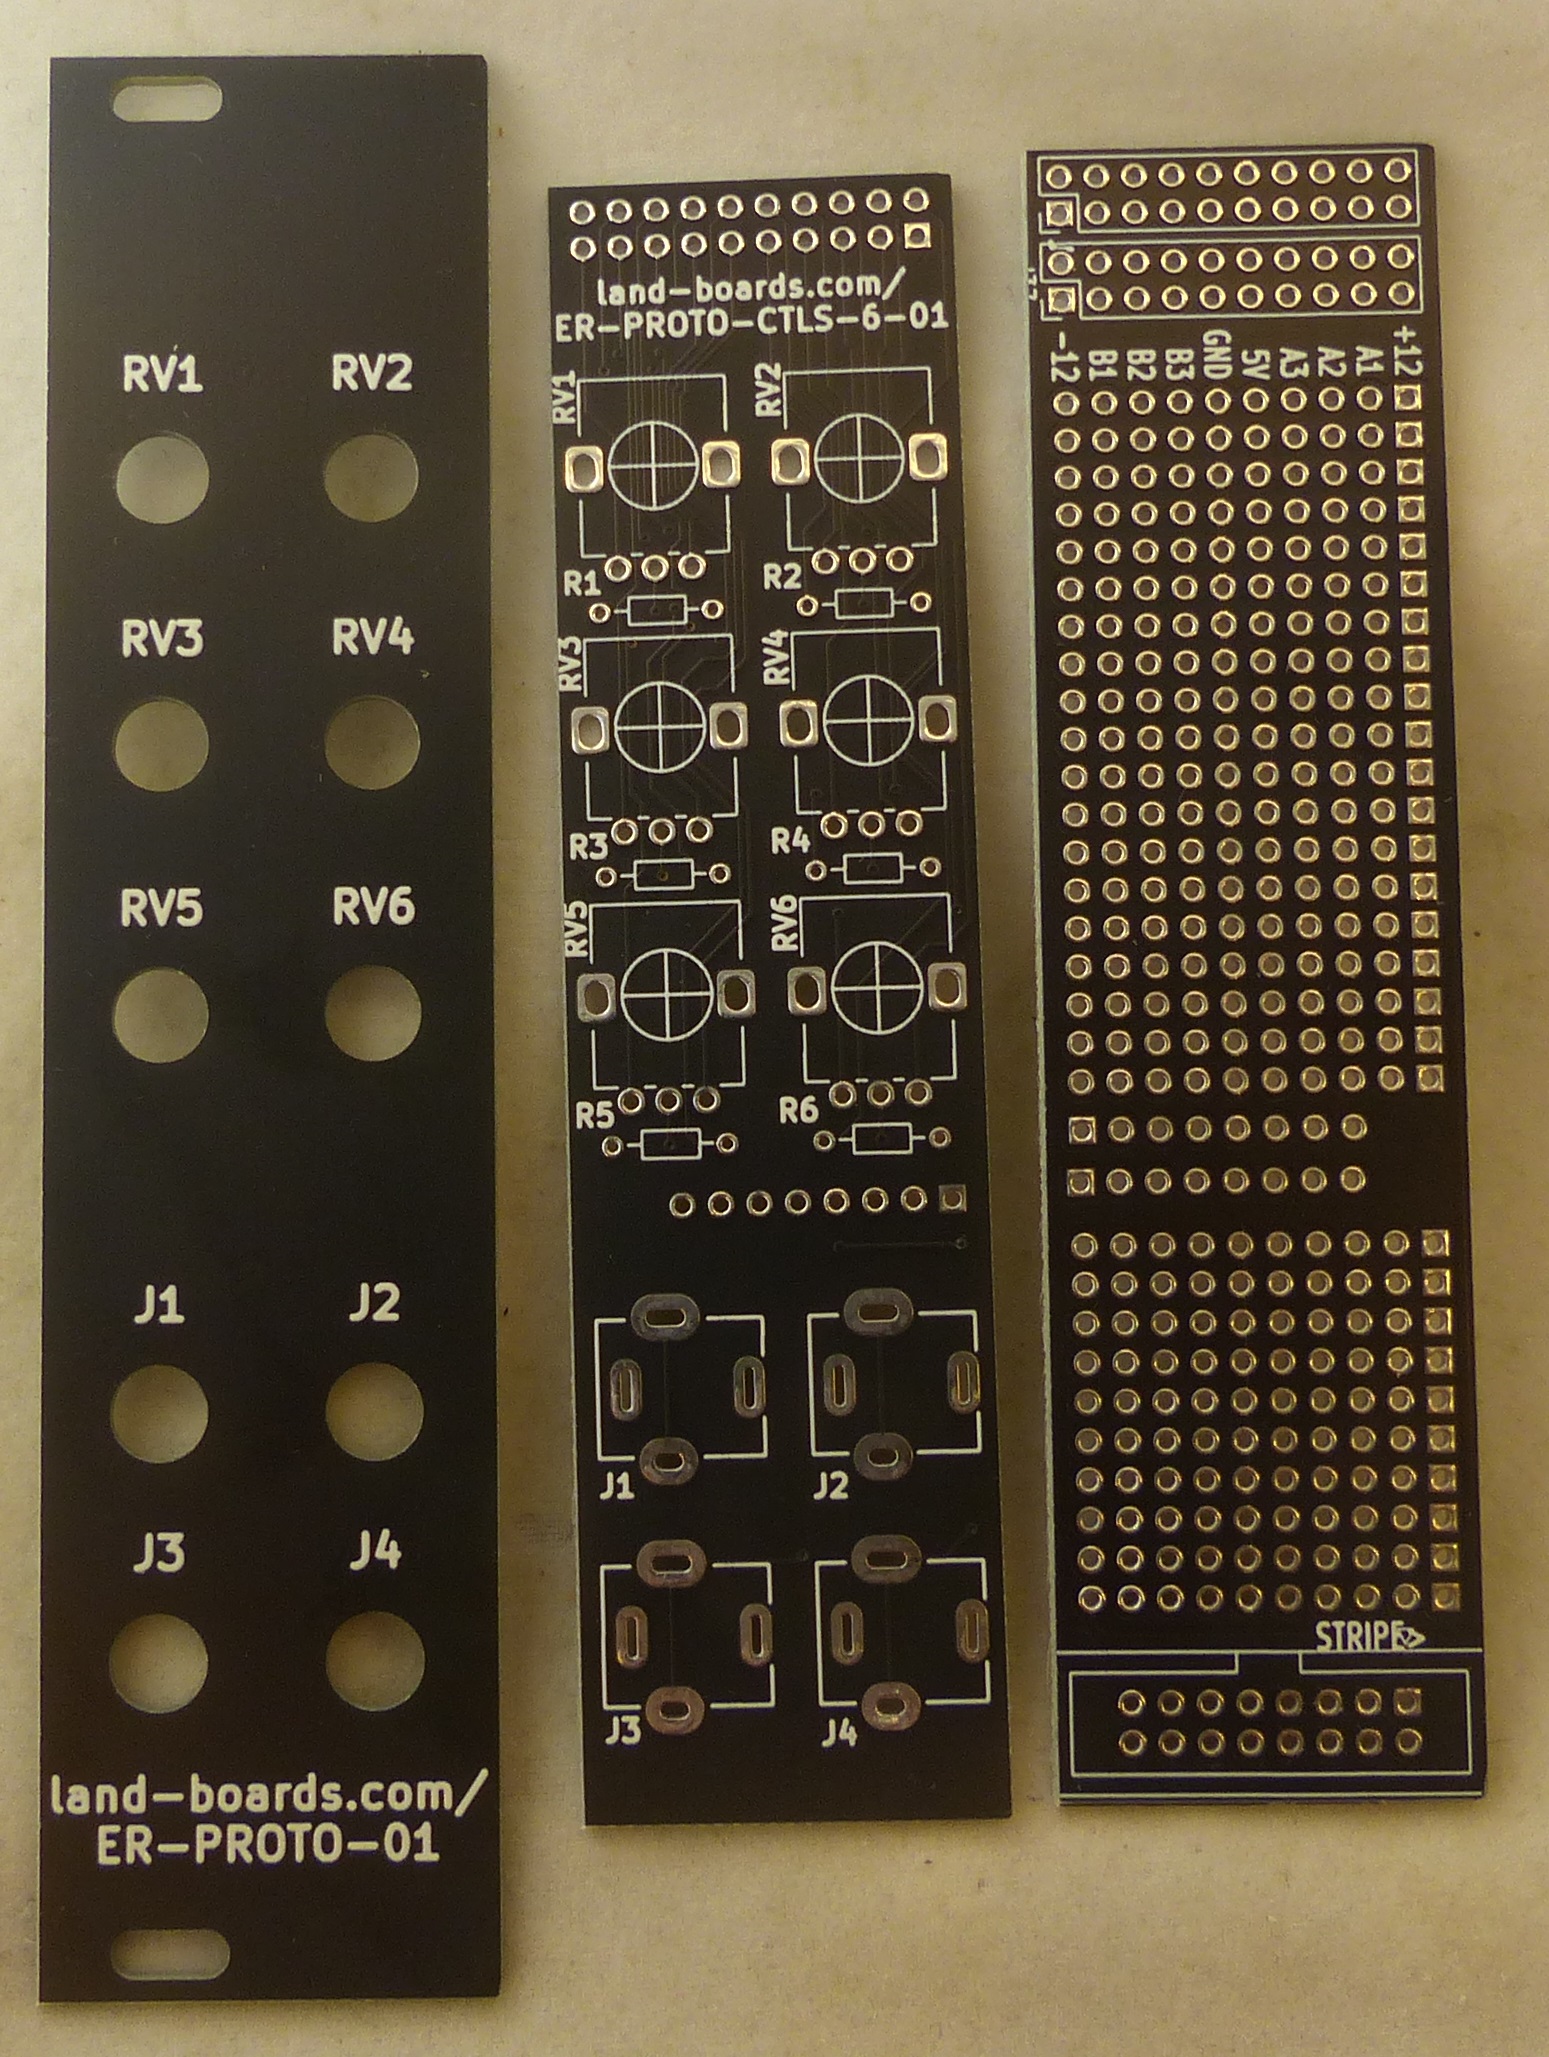 RV1 RV2
RV3 RV4
RV5 RV6
J1 J2
J3 J4
land-boards.com/
ER-PROTO-01
land-boards.com/
ER-PROTO-CTLS-6-01
RV1 RV2
R1 R2
RV3 RV4
R3 R4
RV5 RV6
R5 R6
J1 J2
J3 J4
-12 B1 B2 B3 GND 5V A3 A2 A1 +12
STRIPE>